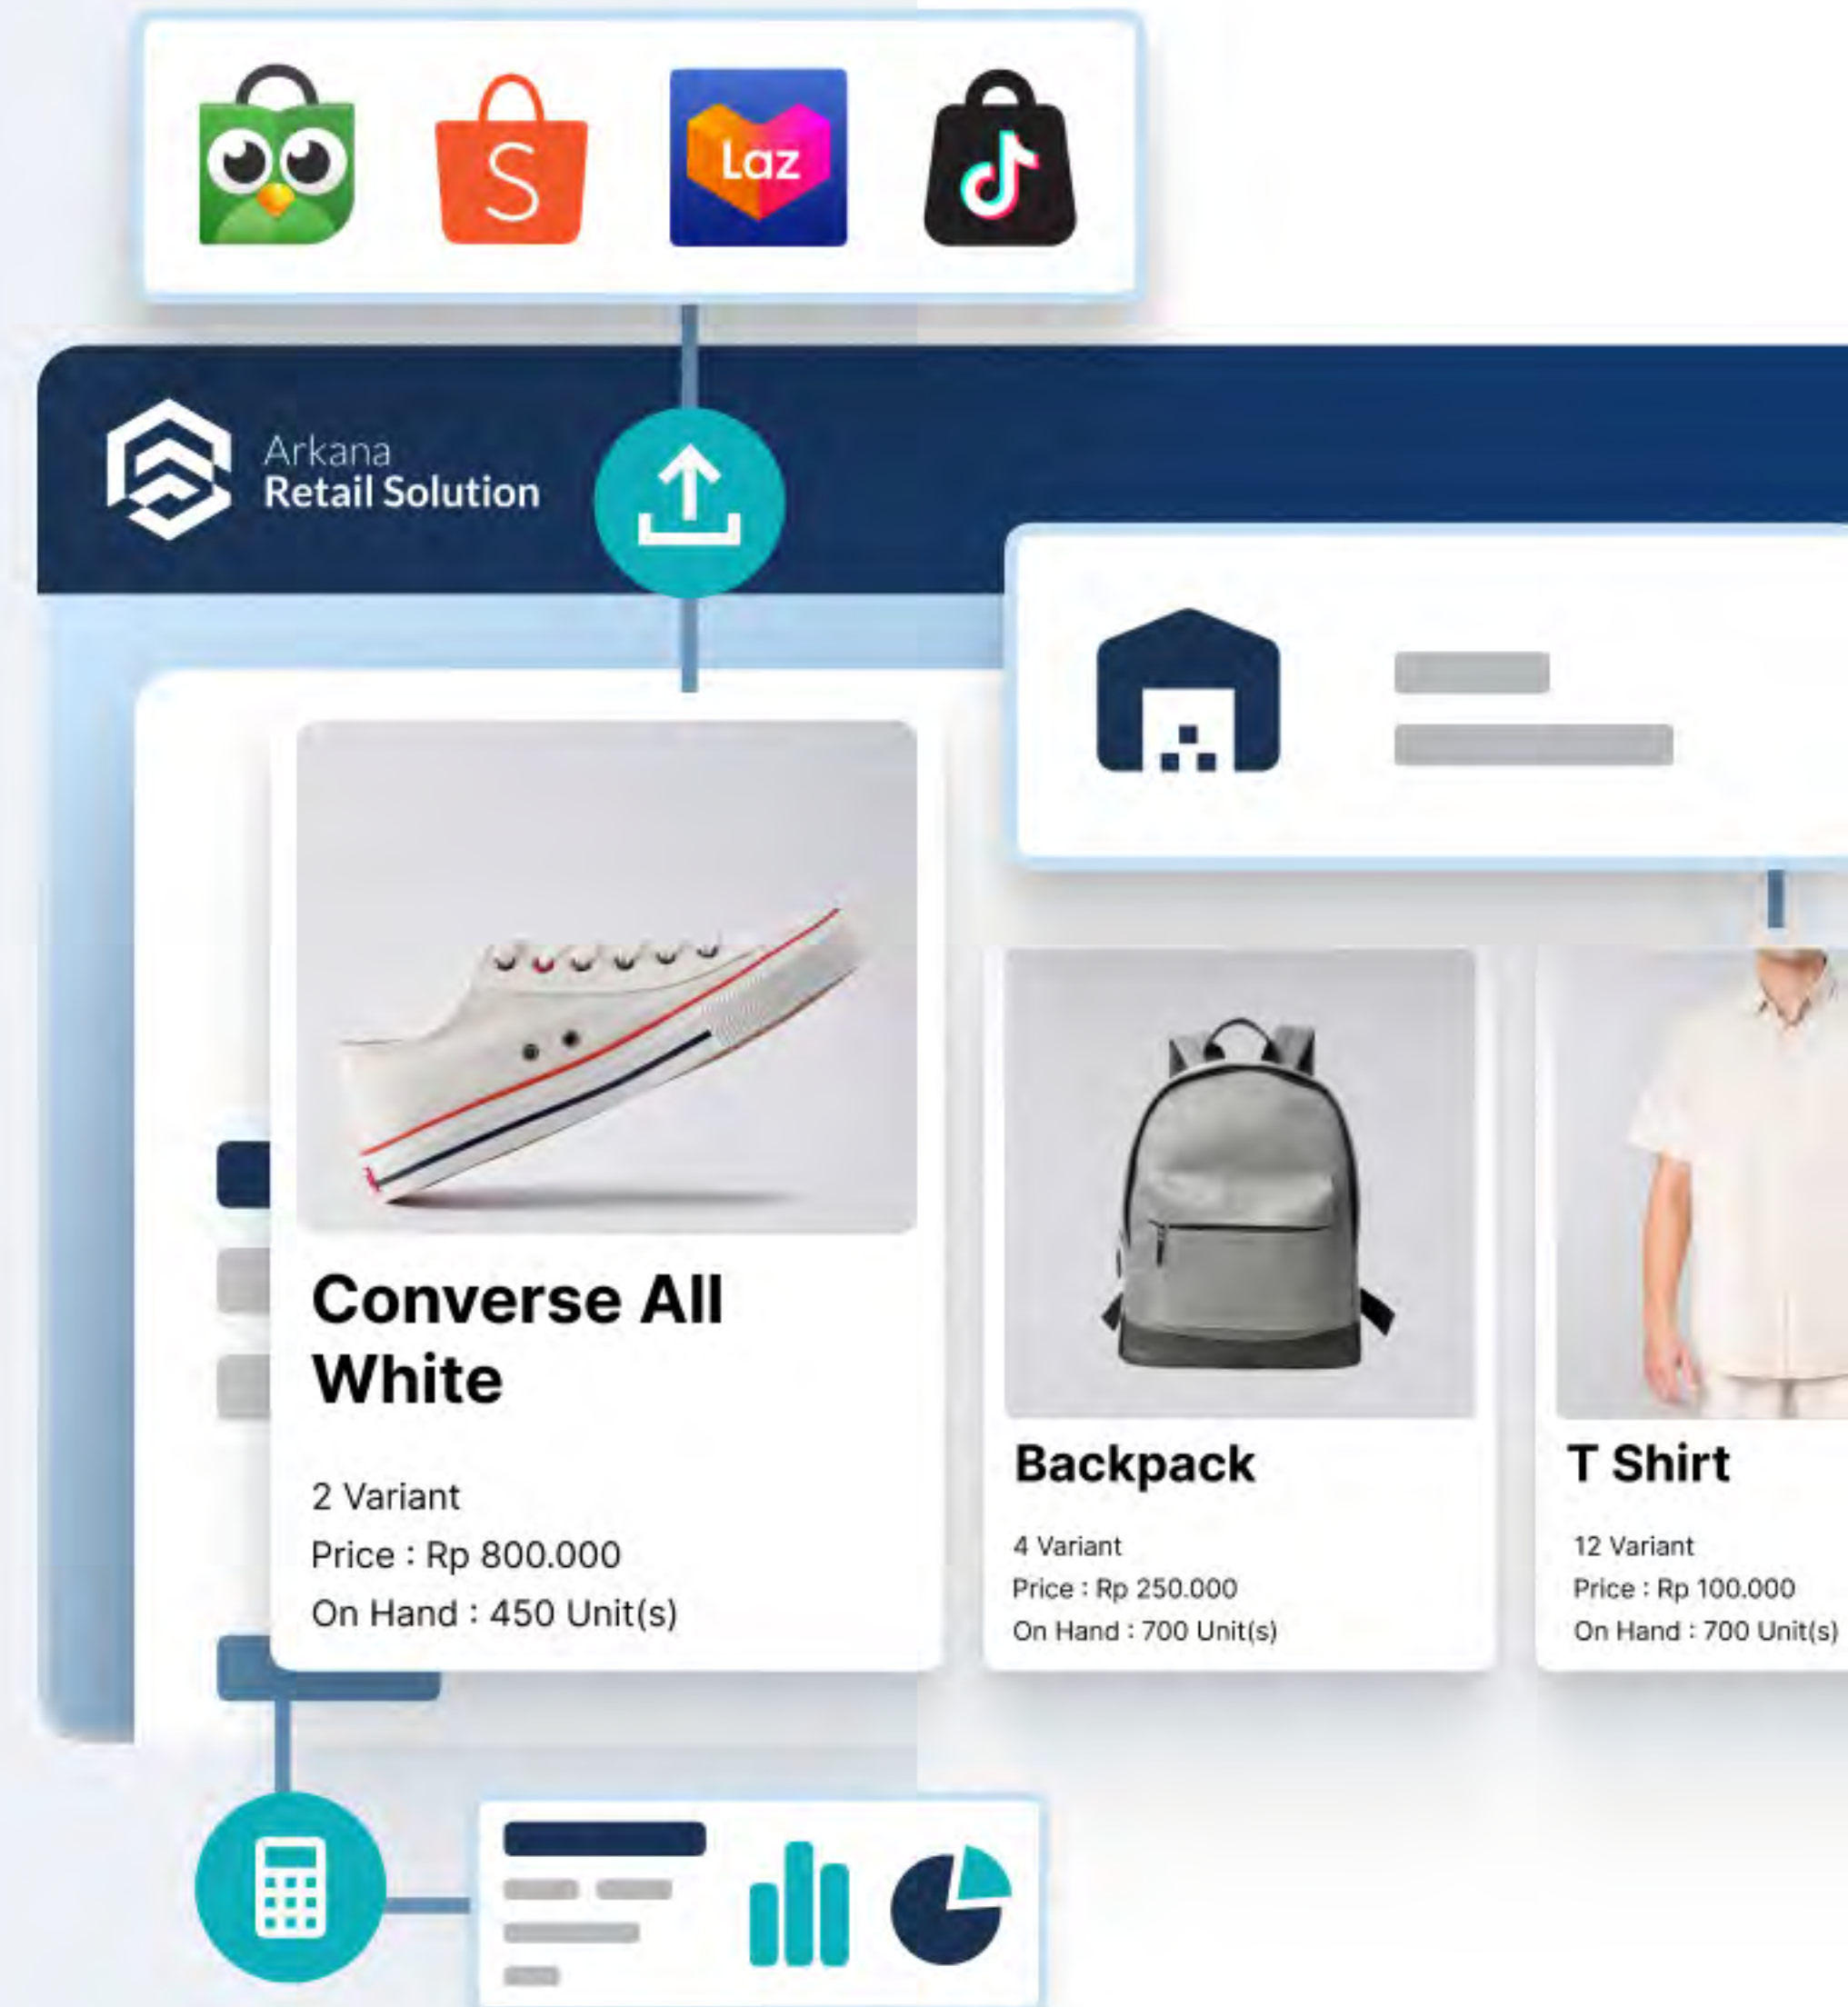 S
Laz
Arkana
Retail Solution
Converse All
White
2 Variant
Price : Rp 800.000
On Hand : 450 Unit(s)
Backpack
4 Variant
Price : Rp 250.000
On Hand : 700 Unit(s)
T Shirt
12 Variant
Price : Rp 100.000
On Hand : 700 Unit(s)